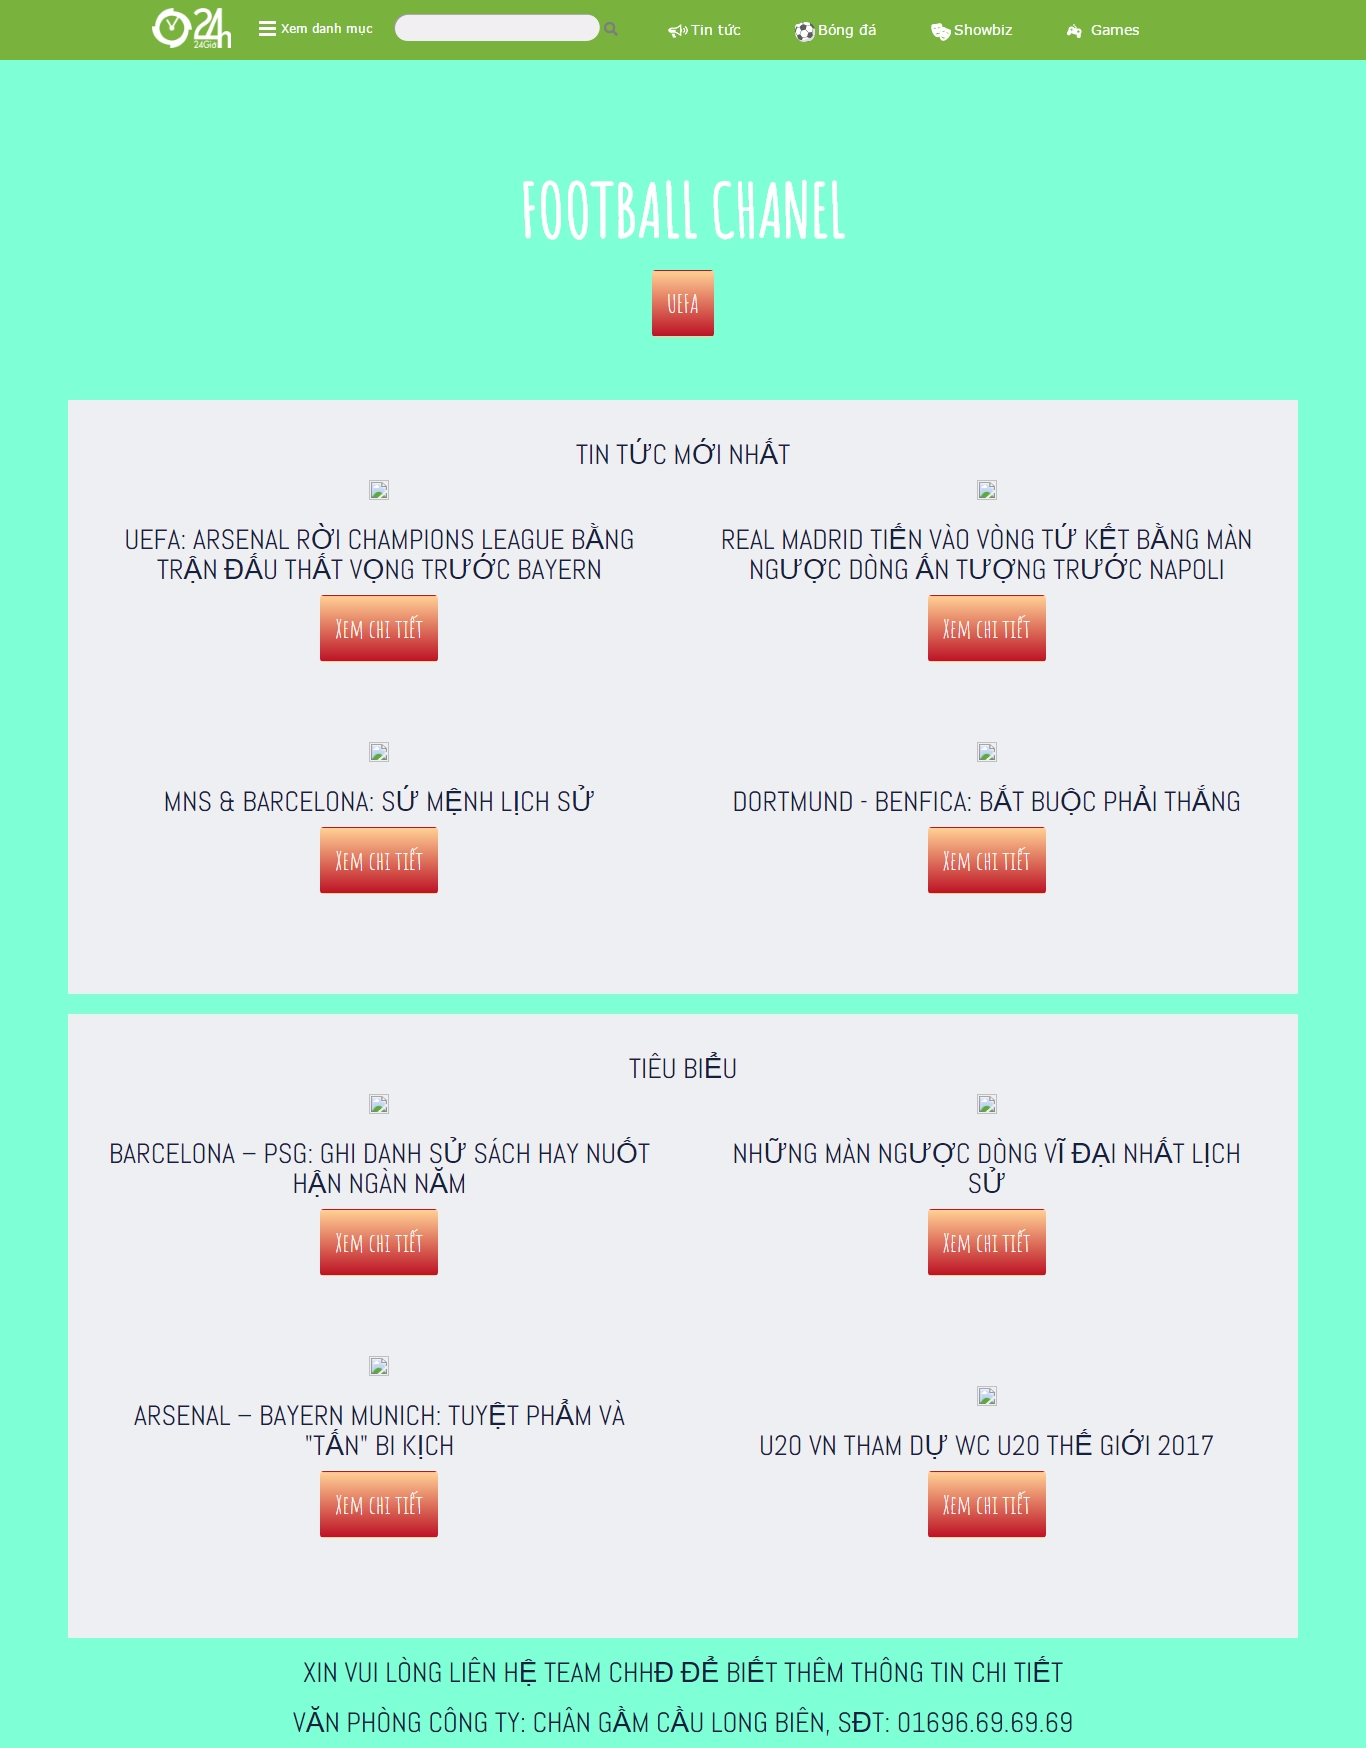 24h
24Giờ
Xem danh mục
Tin tức
Bóng đá
Showbiz
Games
FOOTBALL CHANEL
UEFA
TIN TỨC MỚI NHẤT
UEFA: ARSENAL RỜI CHAMPIONS LEAGUE BẰNG
TRẬN ĐẤU THẤT VỌNG TRƯỚC BAYERN
Xem chi tiết
REAL MADRID TIẾN VÀO VÒNG TỨ KẾT BẰNG MÀN
NGƯỢC DÒNG ẤN TƯỢNG TRƯỚC NAPOLI
Xem chi tiết
MNS & BARCELONA: SỨ MỆNH LỊCH SỬ
Xem chi tiết
DORTMUND - BENFICA: BẮT BUỘC PHẢI THẮNG
Xem chi tiết
TIÊU BIỂU
BARCELONA – PSG: GHI DANH SỬ SÁCH HAY NUỐT
HẬN NGÀN NĂM
Xem chi tiết
NHỮNG MÀN NGƯỢC DÒNG VĨ ĐẠI NHẤT LỊCH
SỬ
Xem chi tiết
ARSENAL – BAYERN MUNICH: TUYỆT PHẨM VÀ
"TẤN" BI KỊCH
Xem chi tiết
U20 VN THAM DỰ WC U20 THẾ GIỚI 2017
Xem chi tiết
XIN VUI LÒNG LIÊN HỆ TEAM CHHĐ ĐỂ BIẾT THÊM THÔNG TIN CHI TIẾT
VĂN PHÒNG CÔNG TY: CHÂN GẦM CẦU LONG BIÊN, SĐT: 01696.69.69.69